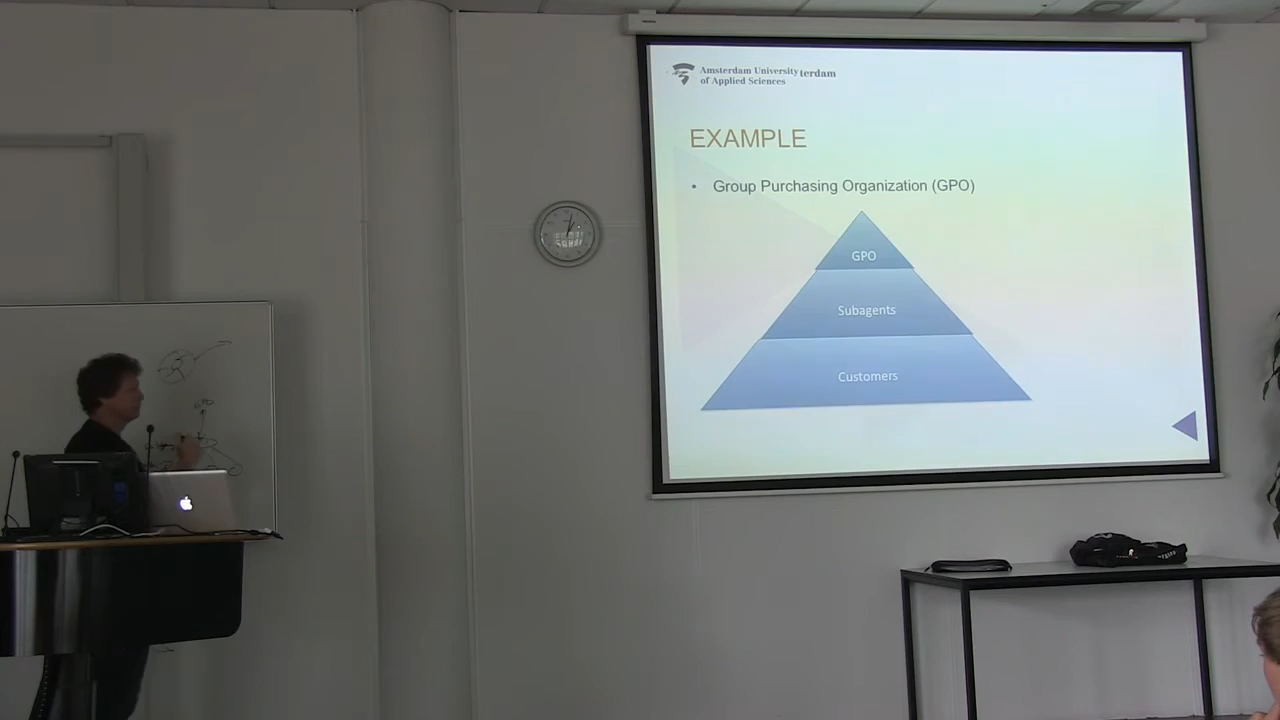 Amsterdam University terdam
of Applied Sciences
EXAMPLE
• Group Purchasing Organization (GPO)
GPO
Subagents
Customers